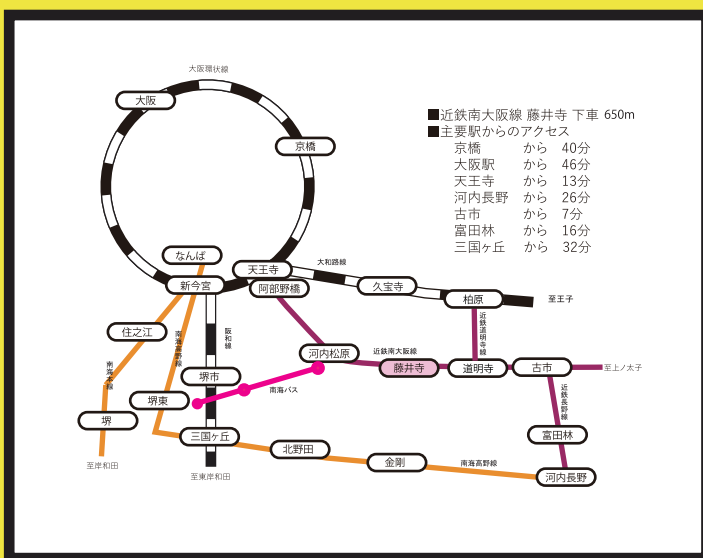 大阪環状線
大阪
京橋
■近鉄南大阪線 藤井寺 下車 650m
■主要駅からのアクセス
京橋 から 40分
大阪駅 から 46分
天王寺 から 13分
河内長野 から 26分
古市 から 7分
富田林 から 16分
三国ヶ丘 から 32分
なんば
天王寺
大和路線
新今宮
阿部野橋
久宝寺
柏原
至王子
住之江
南海高野線
阪和線
近鉄道明寺線
河内松原
近鉄南大阪線
南海本線
藤井寺
道明寺
古市
至上ノ太子
堺市
南海バス
近鉄長野線
堺東
堺
三国ヶ丘
富田林
北野田
金剛
南海高野線
至岸和田
至東岸和田
河内長野